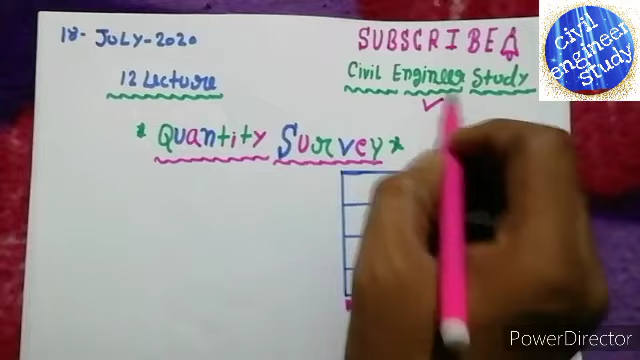 18-JULY-2020
SUBSCRIBE
12 Lecture
Civil Engineer Study
* Quantity Survey *
civil
engineer
study
PowerDirector